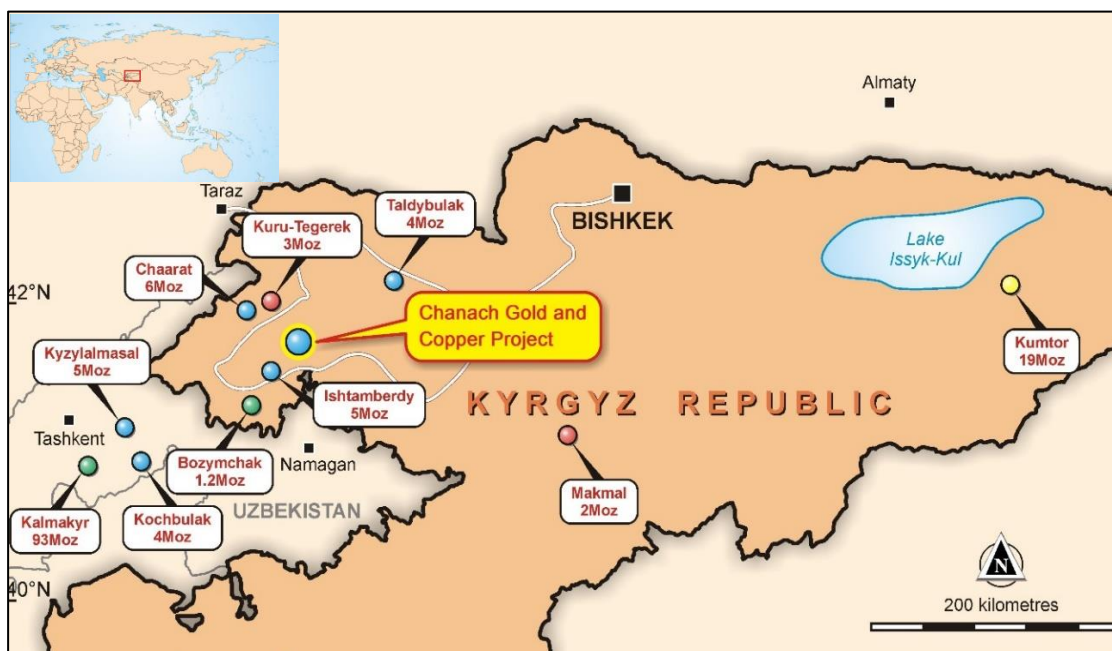 Almaty
Taraz
Kuru-Tegerek
3Moz
Taldybulak
4Moz
BISHKEK
Lake
Issyk-Kul
Chaarat
6Moz
42°N
Chanach Gold and
Copper Project
Kumtor
19Moz
Kyzylalmasal
5Moz
Ishtamberdy
5Moz
KYRGYZ REPUBLIC
Tashkent
Bozymchak
1.2Moz
Namagan
Makmal
2Moz
Kalmakyr
93Moz
Kochbulak
4Moz
UZBEKISTAN
40°N
N
200 kilometres